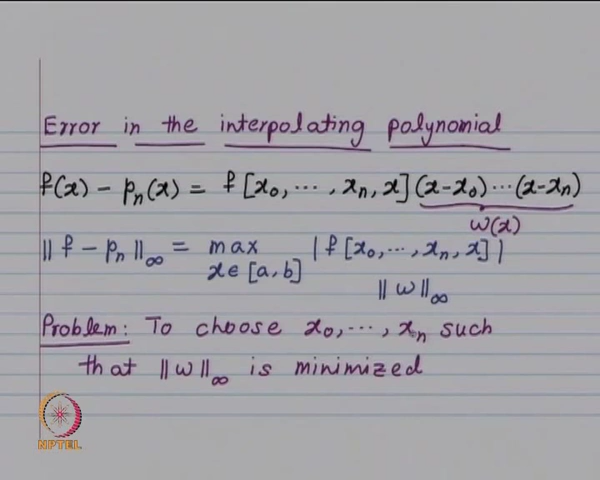 Error in the interpolating polynomial
f(x) - pₙ(x) = f[x₀, ⋯, xₙ, x] (x-x₀)⋯(x-xₙ)
w(x)
‖f - pₙ‖∞ = max |f[x₀, ⋯, xₙ, x]|
x∈[a,b]
‖w‖∞
Problem: To choose x₀, ⋯, xₙ such
that ‖w‖∞ is minimized
NPTEL